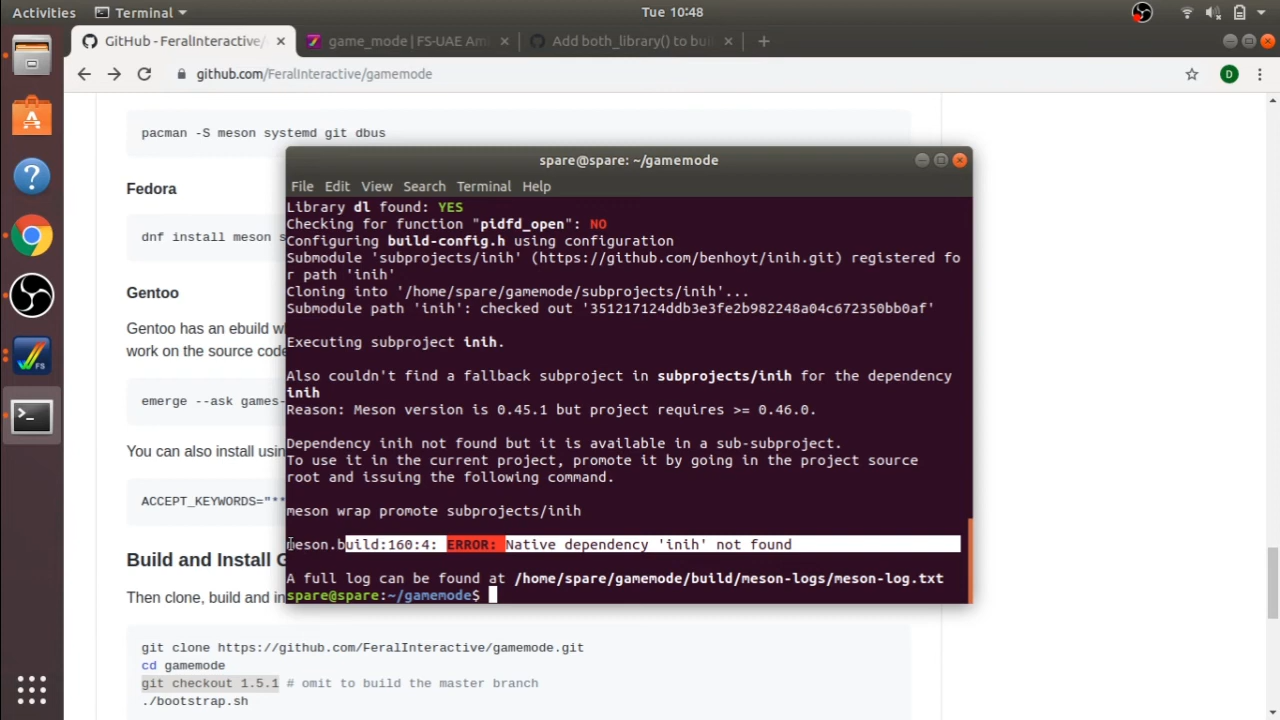 Activities
Terminal
Tue 10:48
GitHub - FeralInteractive/
game_mode | FS-UAE Am
Add both_library() to bui
github.com/FeralInteractive/gamemode
D
pacman -S meson systemd git dbus
Fedora
dnf install meson s
Gentoo
Gentoo has an ebuild w
work on the source code
emerge --ask games-
You can also install usin
ACCEPT_KEYWORDS="**
Build and Install G
Then clone, build and in
git clone https://github.com/FeralInteractive/gamemode.git
cd gamemode
git checkout 1.5.1 # omit to build the master branch
./bootstrap.sh
FS
spare@spare: ~/gamemode
File Edit View Search Terminal Help
Library dl found: YES
Checking for function "pidfd_open": NO
Configuring build-config.h using configuration
Submodule 'subprojects/inih' (https://github.com/benhoyt/inih.git) registered fo
r path 'inih'
Cloning into '/home/spare/gamemode/subprojects/inih'...
Submodule path 'inih': checked out '351217124ddb3e3fe2b982248a04c672350bb0af'
Executing subproject inih.
Also couldn't find a fallback subproject in subprojects/inih for the dependency
inih
Reason: Meson version is 0.45.1 but project requires >= 0.46.0.
Dependency inih not found but it is available in a sub-subproject.
To use it in the current project, promote it by going in the project source
root and issuing the following command.
meson wrap promote subprojects/inih
meson.build:160:4: ERROR: Native dependency 'inih' not found
A full log can be found at /home/spare/gamemode/build/meson-logs/meson-log.txt
spare@spare:~/gamemode$